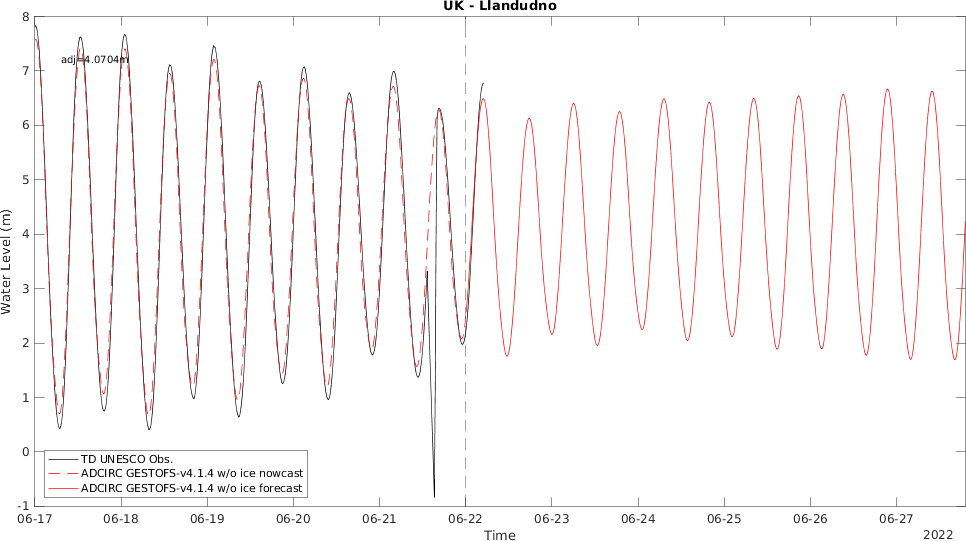 UK - Llandudno
Water Level (m)
8
7
6
5
4
3
2
1
0
-1
adj=4.0704m
TD UNESCO Obs.
ADCIRC GESTOFS-v4.1.4 w/o ice nowcast
ADCIRC GESTOFS-v4.1.4 w/o ice forecast
06-17 06-18 06-19 06-20 06-21 06-22 06-23 06-24 06-25 06-26 06-27
Time
2022